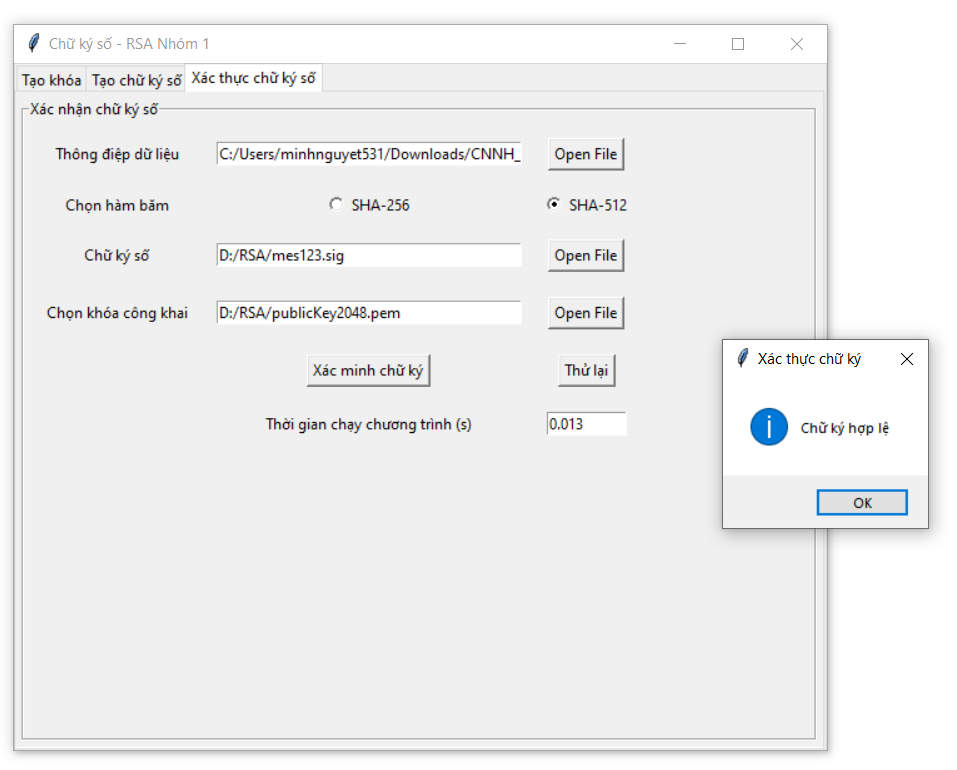 Chữ ký số - RSA Nhóm 1
Tạo khóa Tạo chữ ký số Xác thực chữ ký số
Xác nhận chữ ký số
Thông điệp dữ liệu C:/Users/minhnguyet531/Downloads/CNNH_ Open File
Chọn hàm băm SHA-256 SHA-512
Chữ ký số D:/RSA/mes123.sig Open File
Chọn khóa công khai D:/RSA/publicKey2048.pem Open File
Xác minh chữ ký Thử lại
Thời gian chạy chương trình (s) 0.013
Xác thực chữ ký
Chữ ký hợp lệ
OK